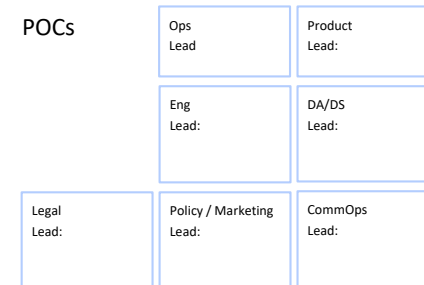 POCs
Ops
Lead
Product
Lead:
Eng
Lead:
DA/DS
Lead:
Legal
Lead:
Policy / Marketing
Lead:
CommOps
Lead: